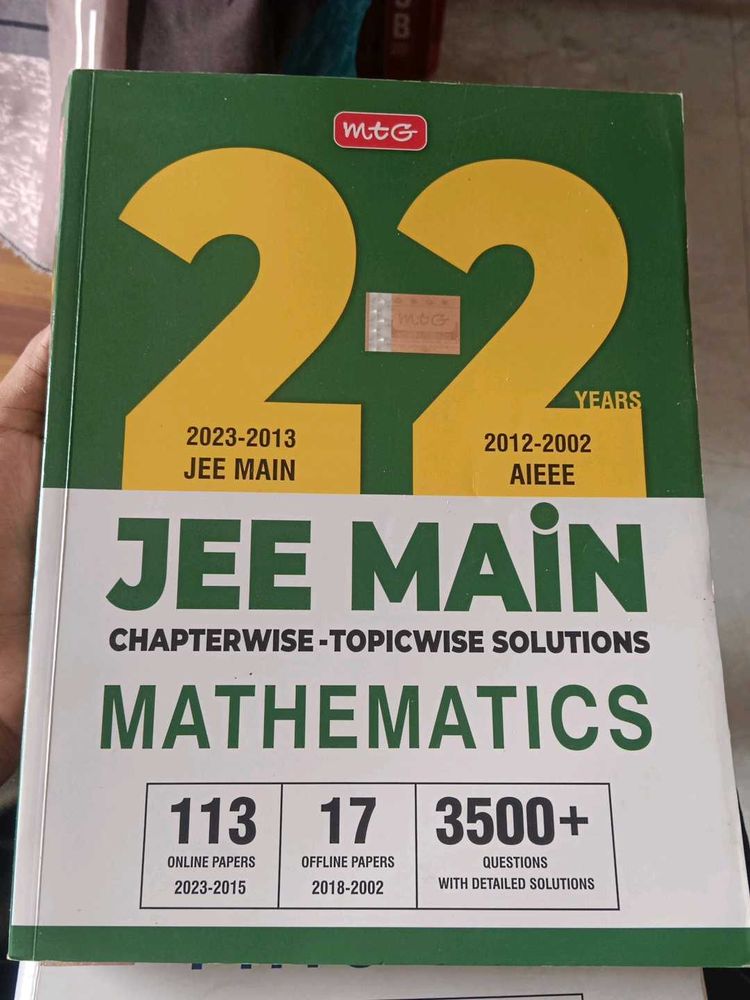 mtG
22
mtG
YEARS
2023-2013
JEE MAIN
2012-2002
AIEEE
JEE MAiN
CHAPTERWISE-TOPICWISE SOLUTIONS
MATHEMATICS
113
ONLINE PAPERS
2023-2015
17
OFFLINE PAPERS
2018-2002
3500+
QUESTIONS
WITH DETAILED SOLUTIONS